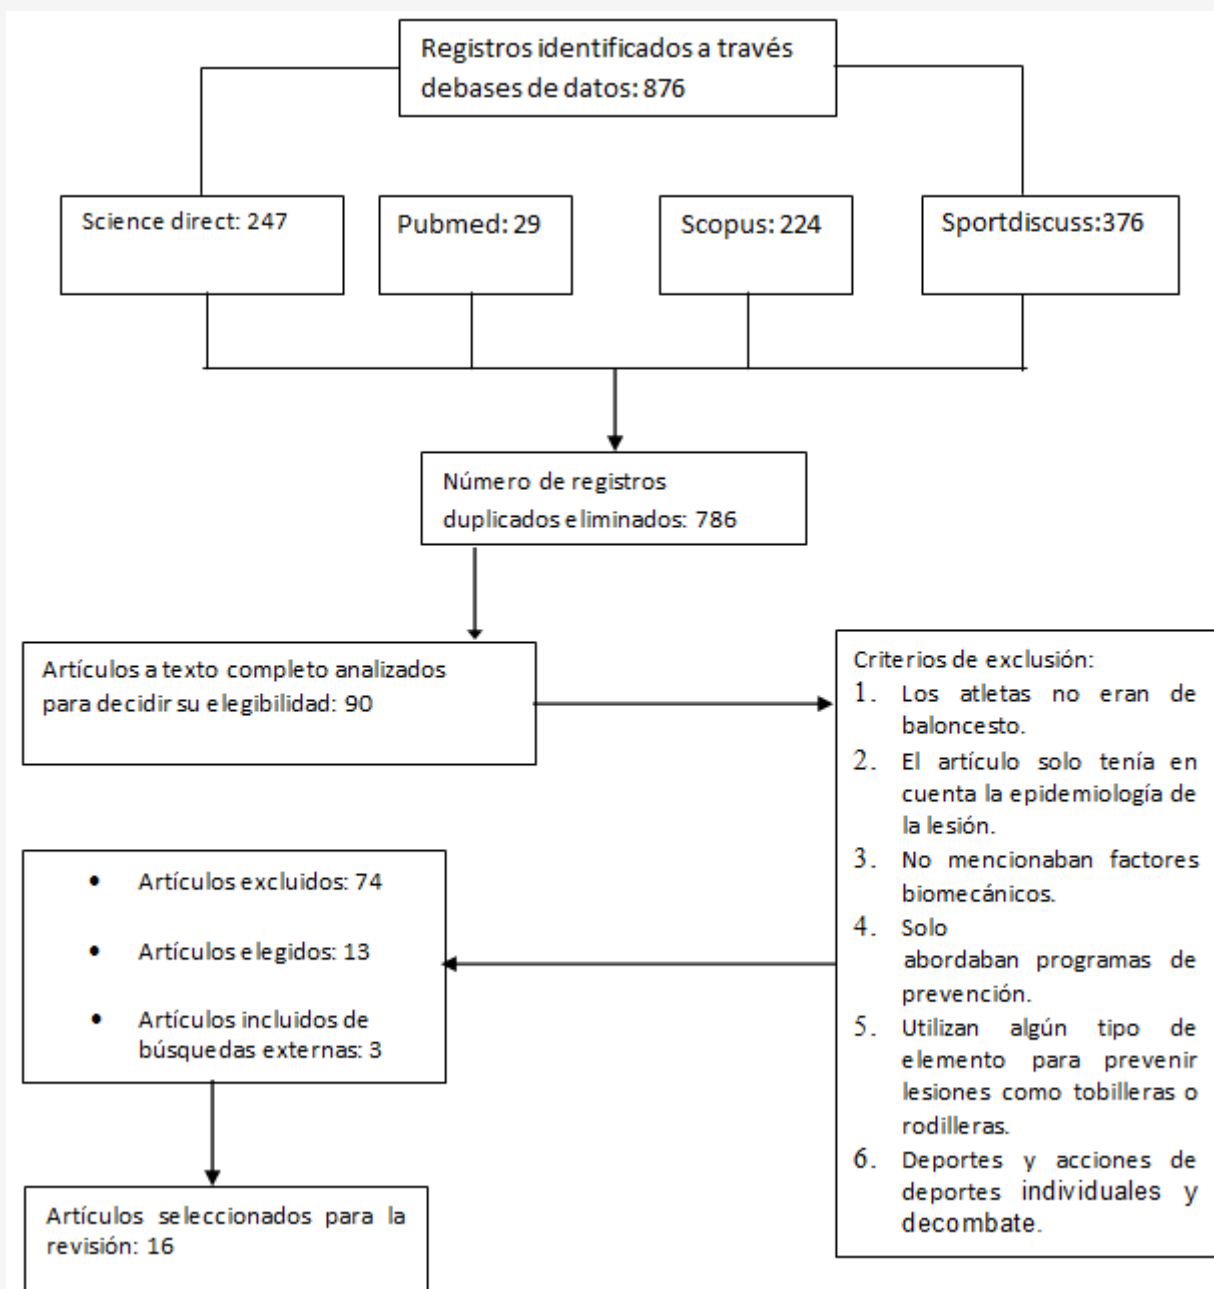 Registros identificados a través
debases de datos: 876
Science direct: 247
Pubmed: 29
Scopus: 224
Sportdiscuss:376
Número de registros
duplicados eliminados: 786
Artículos a texto completo analizados
para decidir su elegibilidad: 90
Criterios de exclusión:
1. Los atletas no eran de
baloncesto.
2. El artículo solo tenía en
cuenta la epidemiología de
la lesión.
3. No mencionaban factores
biomecánicos.
4. Solo
abordaban programas de
prevención.
5. Utilizan algún tipo de
elemento para prevenir
lesiones como tobilleras o
rodilleras.
6. Deportes y acciones de
deportes individuales y
decombate.
• Artículos excluidos: 74
• Artículos elegidos: 13
• Artículos incluidos de
búsquedas externas: 3
Artículos seleccionados para la
revisión: 16